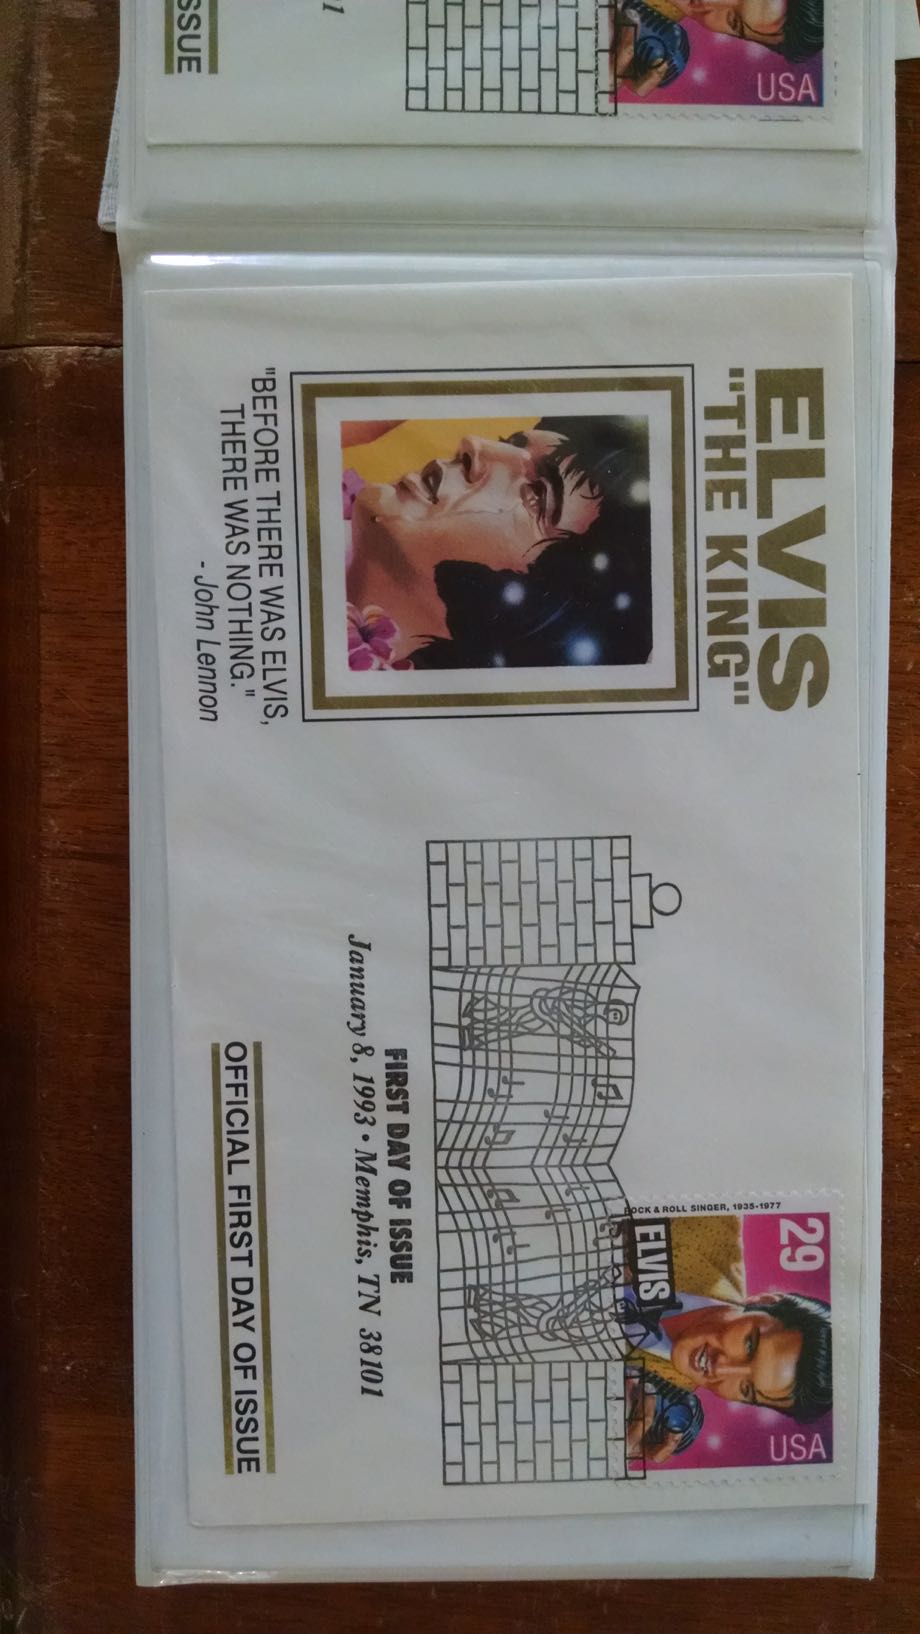 SSUE
USA
ELVIS
"THE KING"
"BEFORE THERE WAS ELVIS,
THERE WAS NOTHING."
- John Lennon
29
ROCK & ROLL SINGER, 1935-1977
ELVIS
USA
FIRST DAY OF ISSUE
January 8, 1993 • Memphis, TN 38101
OFFICIAL FIRST DAY OF ISSUE